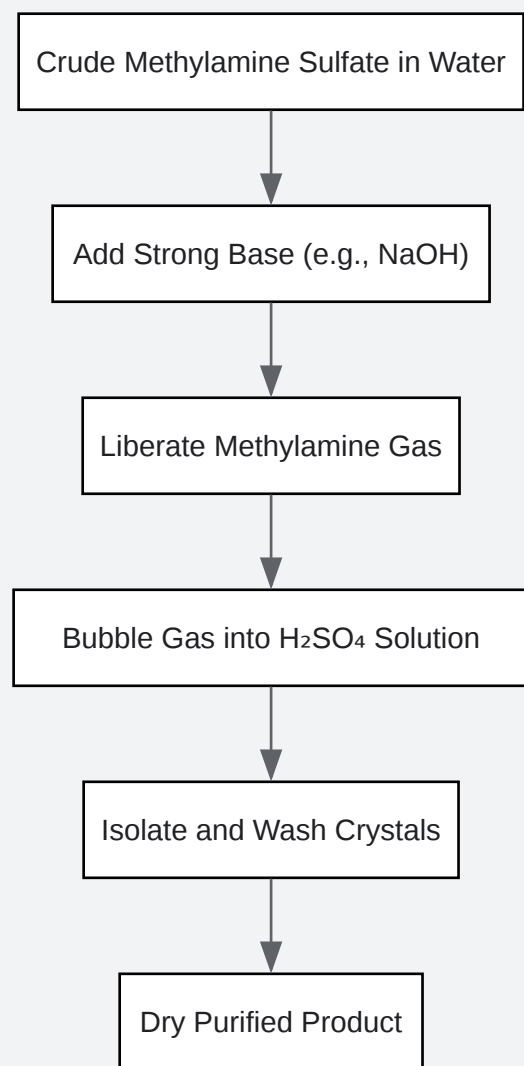 Crude Methylamine Sulfate in Water
Add Strong Base (e.g., NaOH)
Liberate Methylamine Gas
Bubble Gas into H₂SO₄ Solution
Isolate and Wash Crystals
Dry Purified Product